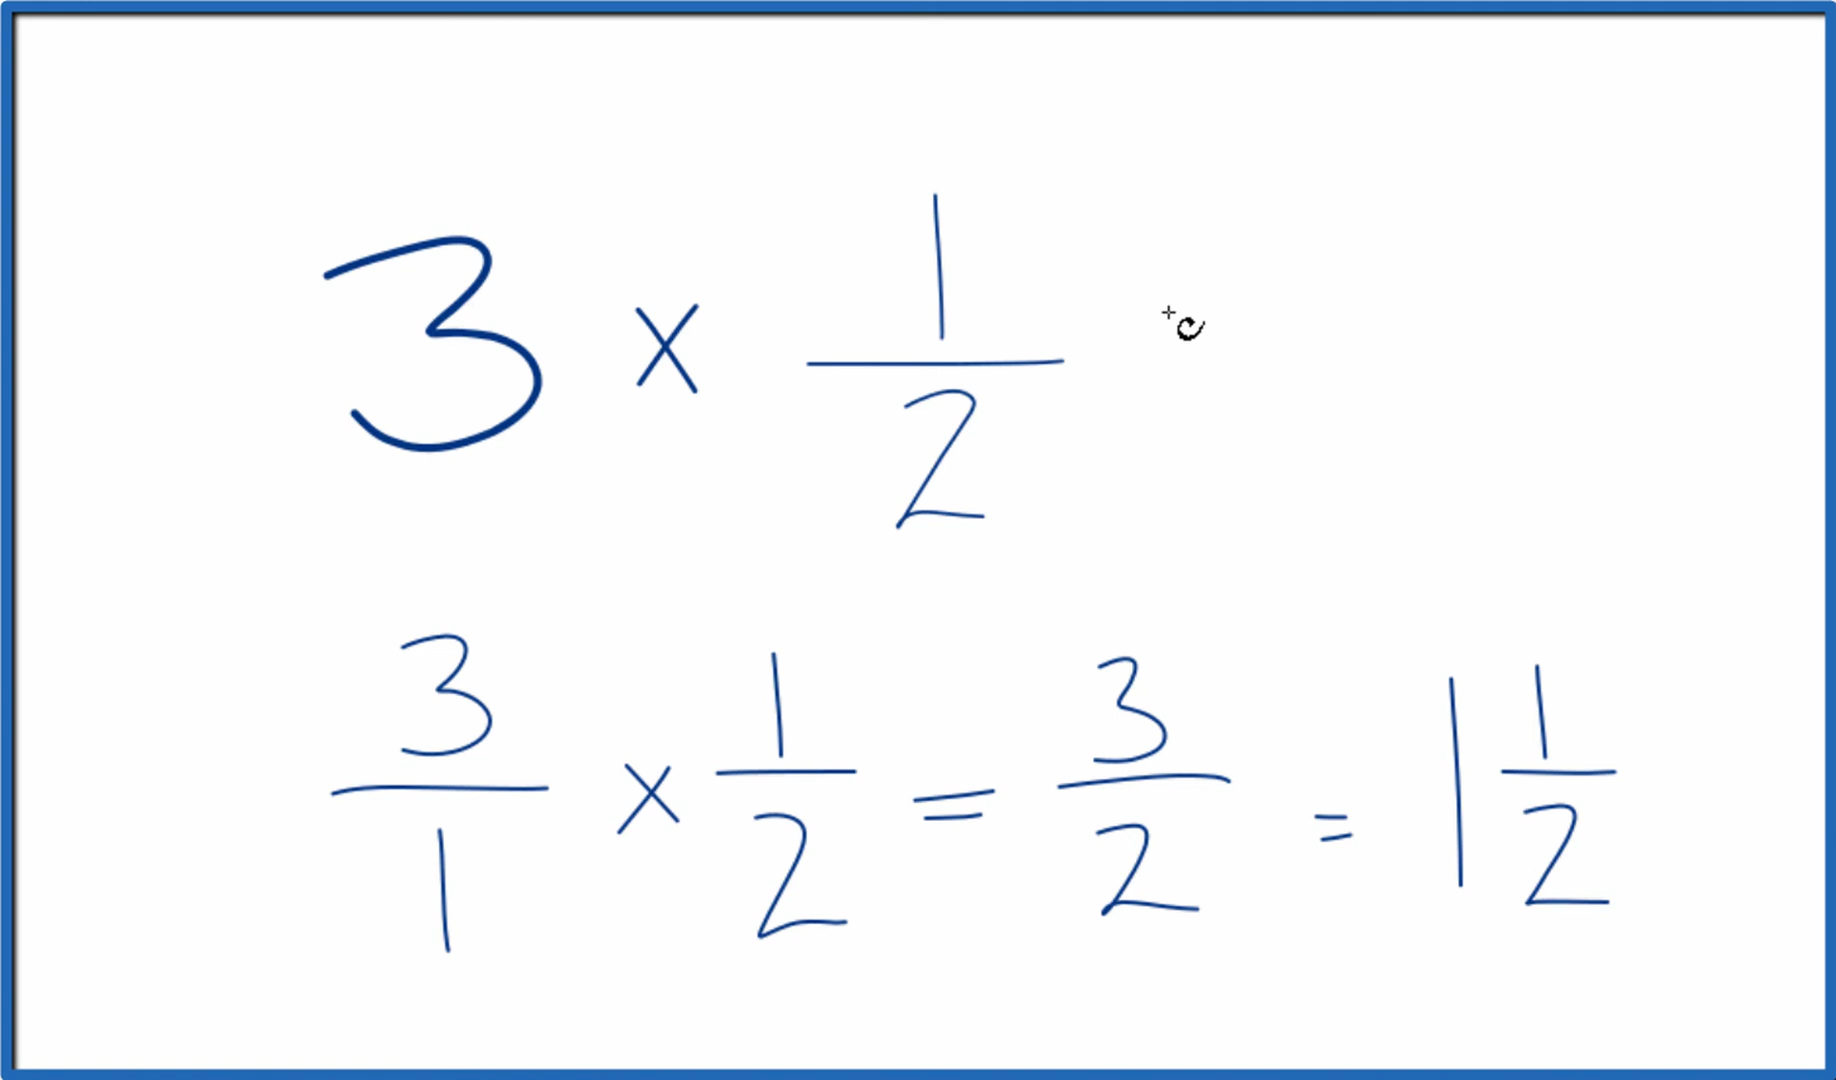 3 × 1/2
3/1 × 1/2 = 3/2 = 1 1/2